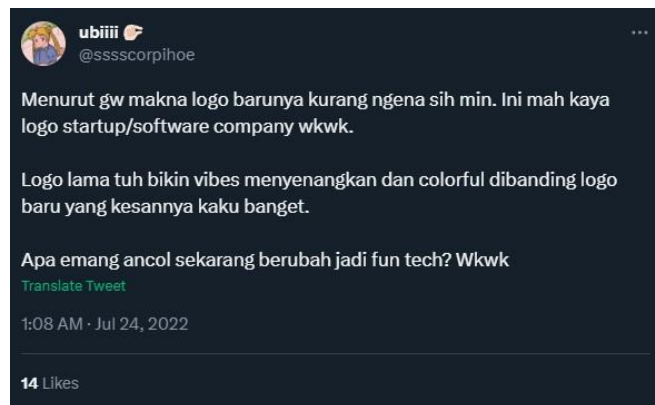 ubiiii 👉🏻
@sssscorpihoe
Menurut gw makna logo barunya kurang ngena sih min. Ini mah kaya
logo startup/software company wkwk.
Logo lama tuh bikin vibes menyenangkan dan colorful dibanding logo
baru yang kesannya kaku banget.
Apa emang ancol sekarang berubah jadi fun tech? Wkwk
Translate Tweet
1:08 AM · Jul 24, 2022
14 Likes